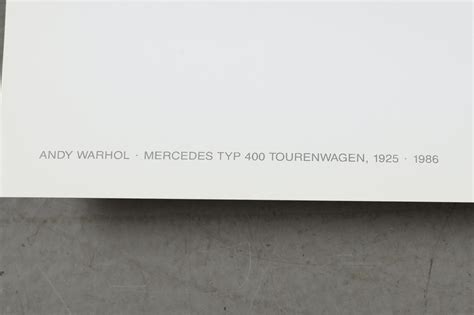 ANDY WARHOL · MERCEDES TYP 400 TOURENWAGEN, 1925 · 1986